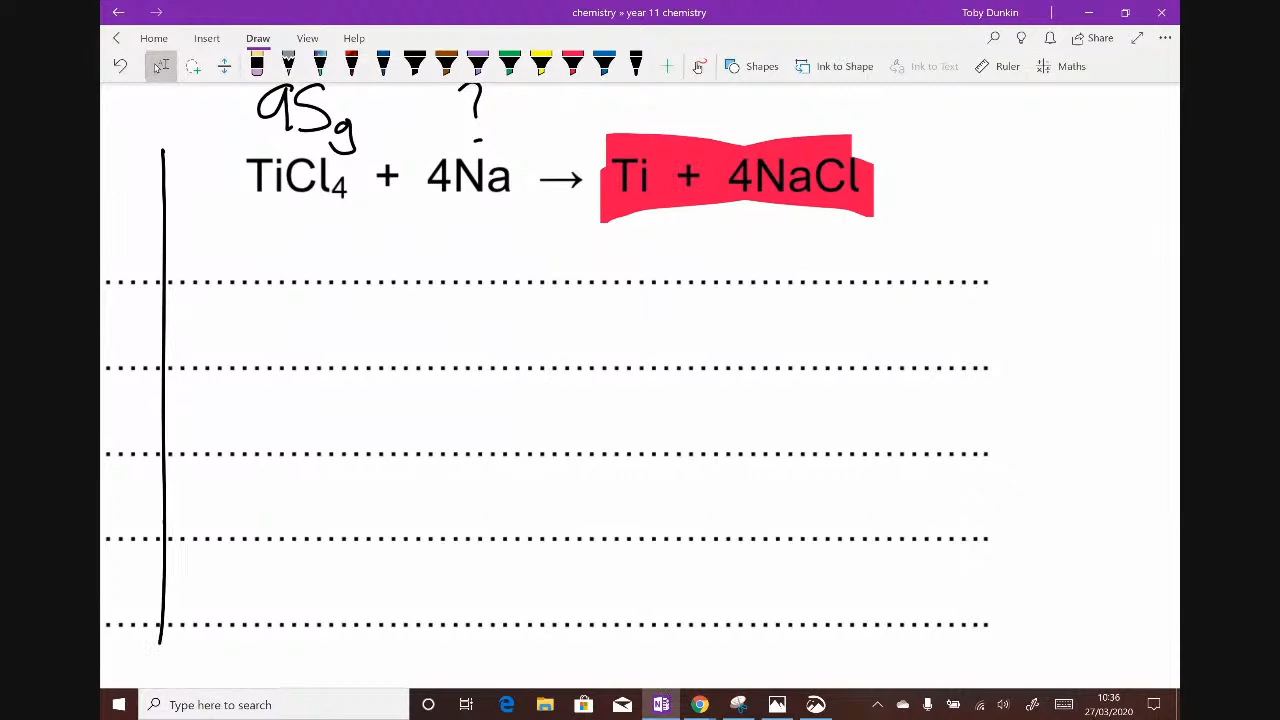 chemistry » year 11 chemistry
Toby Dunkin
Home Insert Draw View Help
Share
Shapes Ink to Shape Ink to Text Ruler Maths
95g ?
TiCl₄ + 4Na → Ti + 4NaCl
Type here to search
10:36
27/03/2020